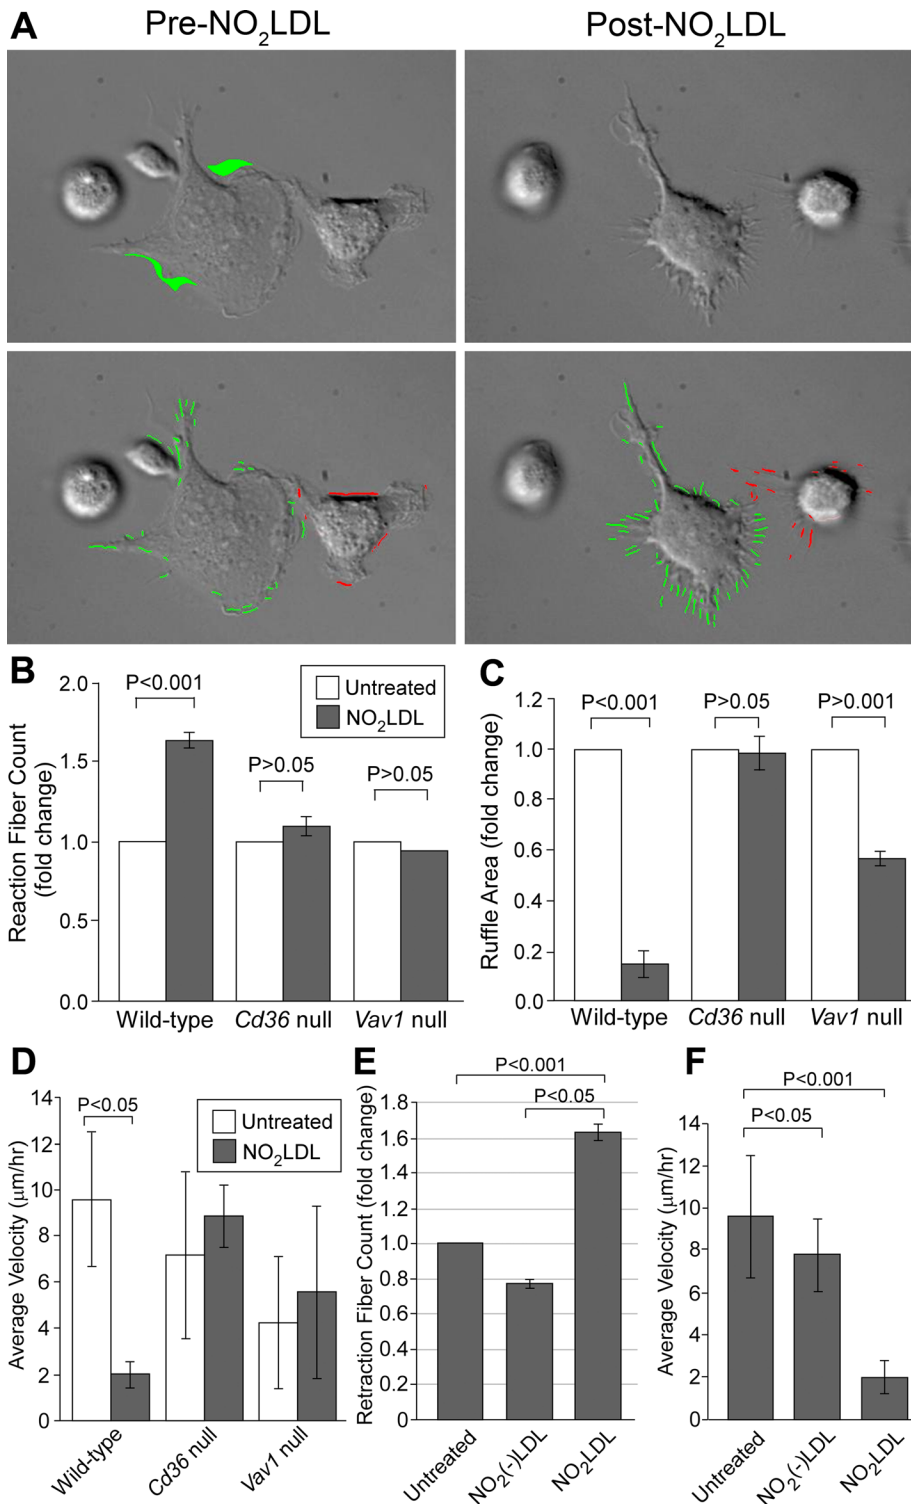 A
Pre-NO₂LDL
Post-NO₂LDL
B
Reaction Fiber Count
(fold change)
2.0
1.5
1.0
0.5
0.0
P<0.001
P>0.05
P>0.05
Untreated
NO₂LDL
Wild-type
Cd36 null
Vav1 null
C
Ruffle Area (fold change)
1.2
1.0
0.8
0.6
0.4
0.2
0.0
P<0.001
P>0.05
P>0.001
Wild-type
Cd36 null
Vav1 null
D
Average Velocity (μm/hr)
14
12
10
8
6
4
2
0
P<0.05
Untreated
NO₂LDL
Wild-type
Cd36 null
Vav1 null
E
Retraction Fiber Count (fold change)
1.8
1.6
1.4
1.2
1.0
0.8
0.6
0.4
0.2
0
P<0.001
P<0.05
Untreated
NO₂(-)LDL
NO₂LDL
F
Average Velocity (μm/hr)
14
12
10
8
6
4
2
0
P<0.001
P<0.05
Untreated
NO₂(-)LDL
NO₂LDL